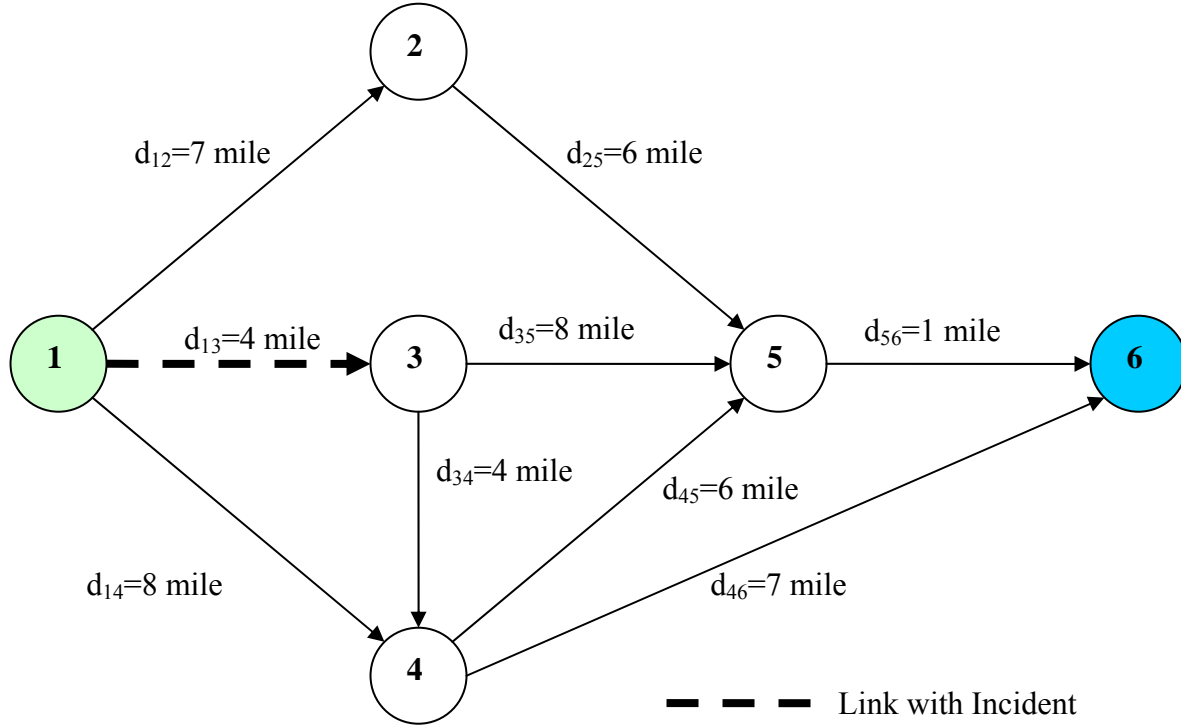 2
d₁₂=7 mile
d₂₅=6 mile
1
d₁₃=4 mile
3
d₃₅=8 mile
5
d₅₆=1 mile
6
d₃₄=4 mile
d₄₅=6 mile
d₁₄=8 mile
d₄₆=7 mile
4
Link with Incident